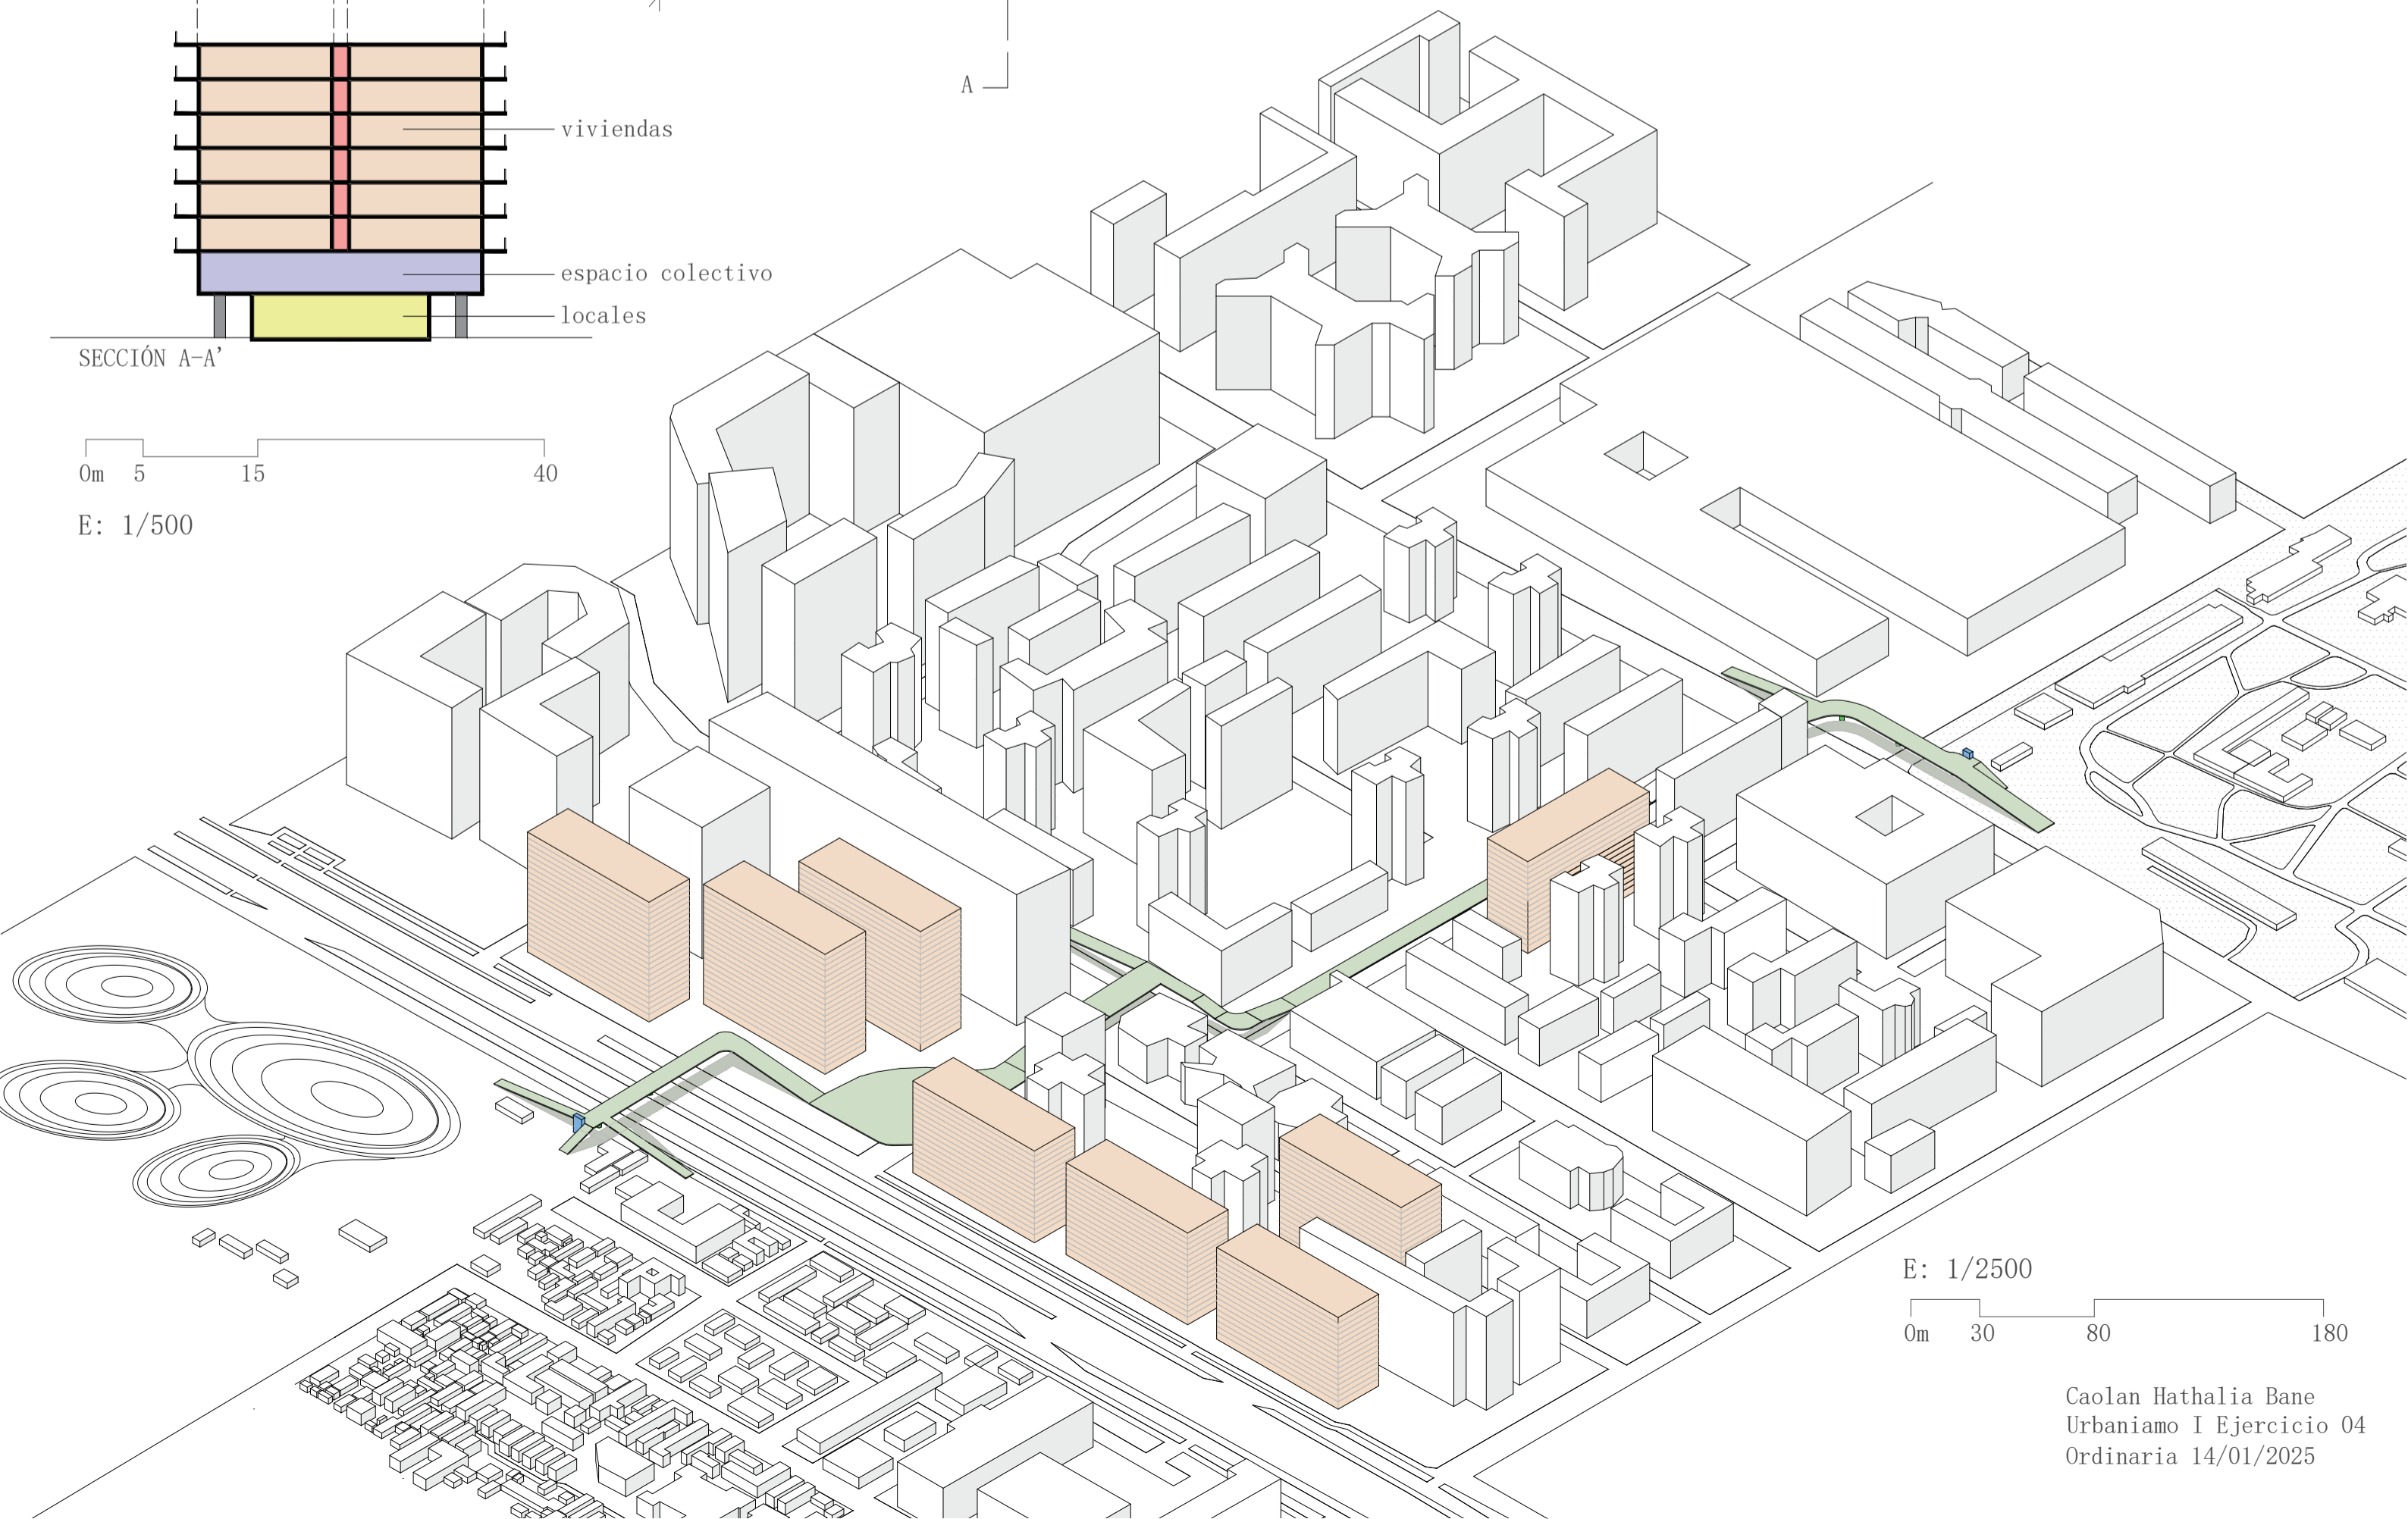 A
viviendas
espacio colectivo
locales
SECCIÓN A-A'
0m 5 15 40
E: 1/500
E: 1/2500
0m 30 80 180
Caolan Hathalia Bane
Urbaniamo I Ejercicio 04
Ordinaria 14/01/2025